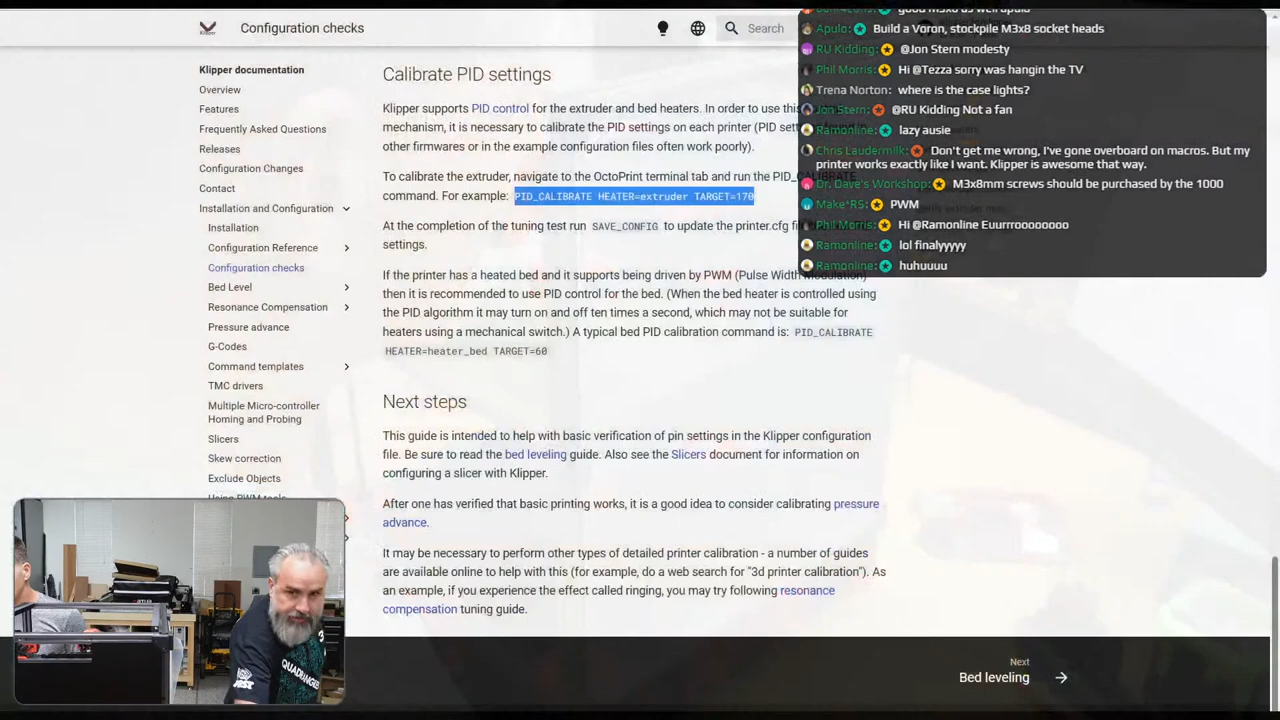 Configuration checks
Search
Klipper documentation
Overview
Features
Frequently Asked Questions
Releases
Configuration Changes
Contact
Installation and Configuration
Installation
Configuration Reference
Configuration checks
Bed Level
Resonance Compensation
Pressure advance
G-Codes
Command templates
TMC drivers
Multiple Micro-controller
Homing and Probing
Slicers
Skew correction
Exclude Objects
Using PWM tools
Calibrate PID settings
Klipper supports PID control for the extruder and bed heaters. In order to use this
mechanism, it is necessary to calibrate the PID settings on each printer (PID
other firmwares or in the example configuration files often work poorly).
To calibrate the extruder, navigate to the OctoPrint terminal tab and run the PID_CALIBRATE
command. For example: PID_CALIBRATE HEATER=extruder TARGET=170
At the completion of the tuning test run SAVE_CONFIG to update the printer.cfg
settings.
If the printer has a heated bed and it supports being driven by PWM (Pulse Width Modulation)
then it is recommended to use PID control for the bed. (When the bed heater is controlled using
the PID algorithm it may turn on and off ten times a second, which may not be suitable for
heaters using a mechanical switch.) A typical bed PID calibration command is: PID_CALIBRATE
HEATER=heater_bed TARGET=60
Next steps
This guide is intended to help with basic verification of pin settings in the Klipper configuration
file. Be sure to read the bed leveling guide. Also see the Slicers document for information on
configuring a slicer with Klipper.
After one has verified that basic printing works, it is a good idea to consider calibrating pressure
advance.
It may be necessary to perform other types of detailed printer calibration - a number of guides
are available online to help with this (for example, do a web search for "3d printer calibration"). As
an example, if you experience the effect called ringing, you may try following resonance
compensation tuning guide.
Next
Bed leveling
Apulo: Build a Voron, stockpile M3x8 socket heads
RU Kidding: @Jon Stern modesty
Phil Morris: Hi @Tezza sorry was hangin the TV
Trena Norton: where is the case lights?
Jon Stern: @RU Kidding Not a fan
Ramonline: lazy ausie
Chris Laudermilk: Don't get me wrong, I've gone overboard on macros. But my
printer works exactly like I want. Klipper is awesome that way.
Dr. Dave's Workshop: M3x8mm screws should be purchased by the 1000
Make*RS: PWM
Phil Morris: Hi @Ramonline Euurrrooooooo
Ramonline: lol finalyyyyy
Ramonline: huhuuuu